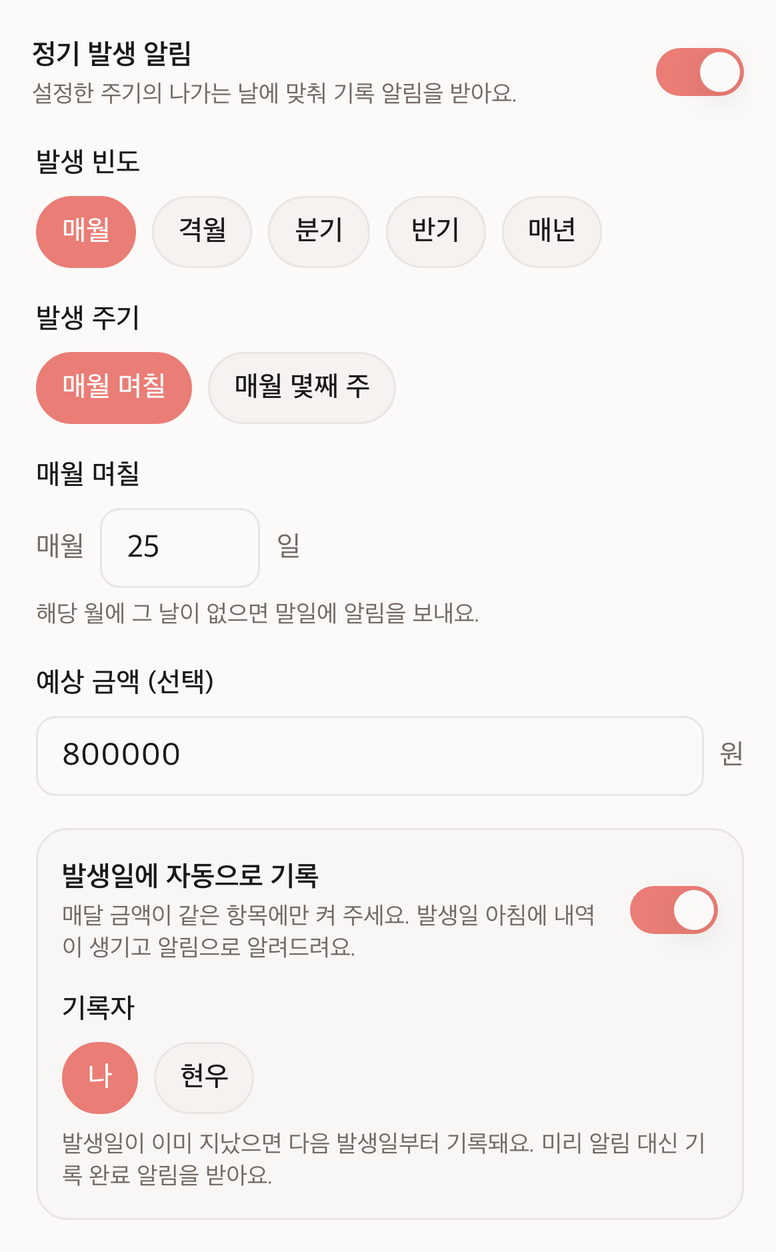 정기 발생 알림
설정한 주기의 나가는 날에 맞춰 기록 알림을 받아요.
발생 빈도
매월 격월 분기 반기 매년
발생 주기
매월 며칠 매월 몇째 주
매월 며칠
매월 25 일
해당 월에 그 날이 없으면 말일에 알림을 보내요.
예상 금액 (선택)
800000 원
발생일에 자동으로 기록
매달 금액이 같은 항목에만 켜 주세요. 발생일 아침에 내역
이 생기고 알림으로 알려드려요.
기록자
나 현우
발생일이 이미 지났으면 다음 발생일부터 기록돼요. 미리 알림 대신 기
록 완료 알림을 받아요.